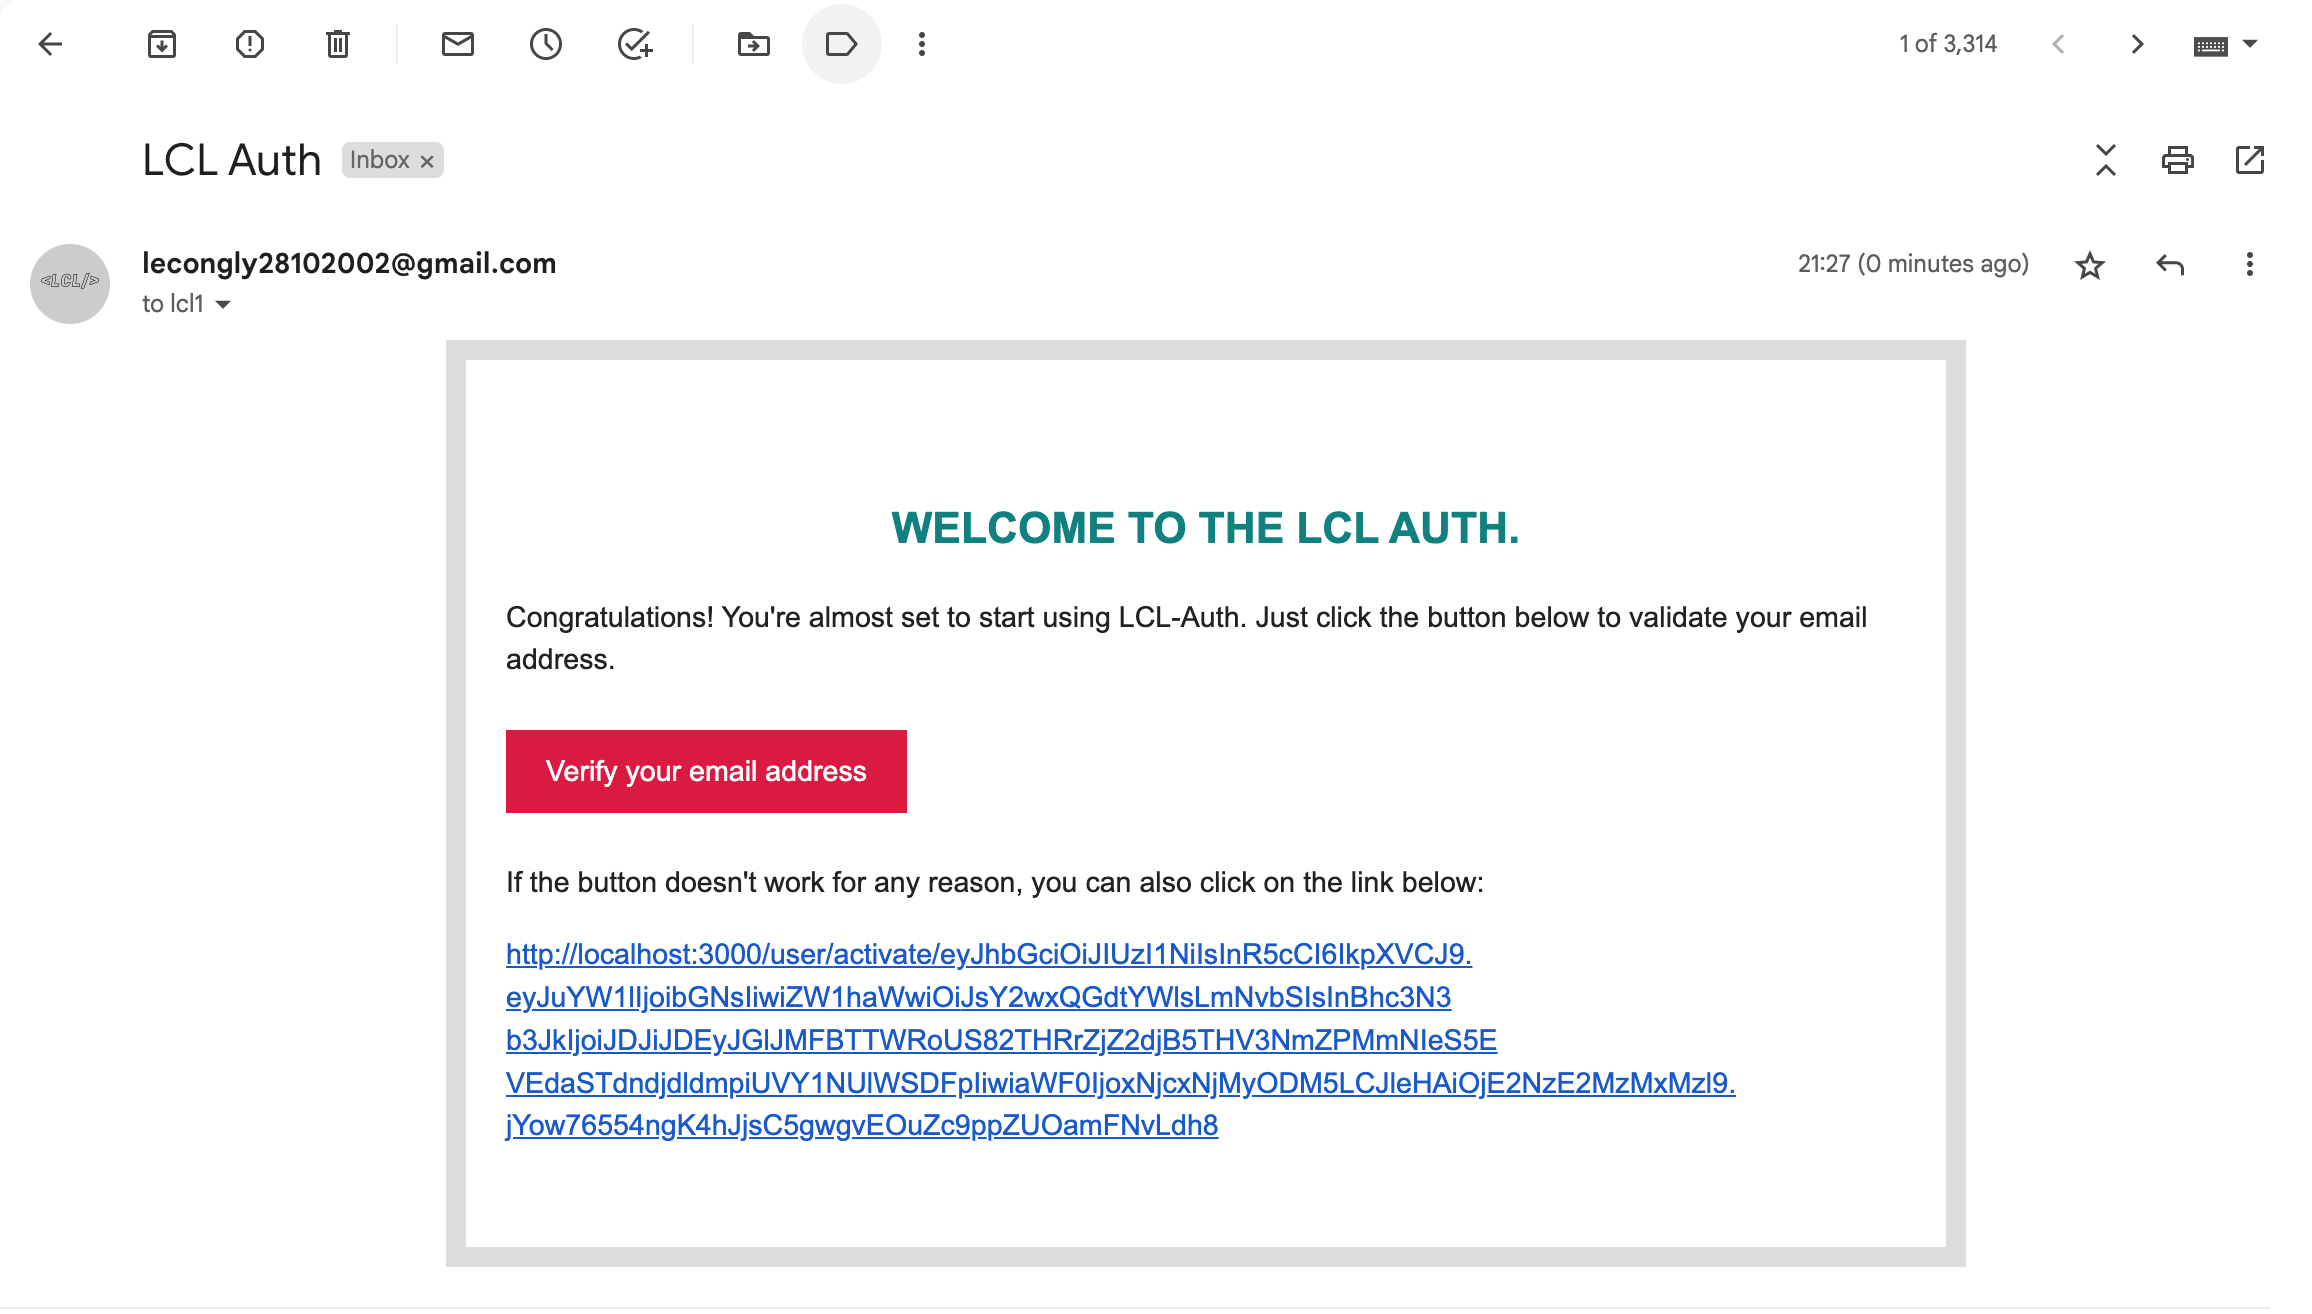 1 of 3,314
LCL Auth Inbox ×
<LCL/>
lecongly28102002@gmail.com
21:27 (0 minutes ago)
to lcl1
WELCOME TO THE LCL AUTH.
Congratulations! You're almost set to start using LCL-Auth. Just click the button below to validate your email
address.
Verify your email address
If the button doesn't work for any reason, you can also click on the link below:
http://localhost:3000/user/activate/eyJhbGciOiJIUzI1NiIsInR5cCI6IkpXVCJ9.
eyJuYW1lIjoibGNsIiwiZW1haWwiOiJsY2wxQGdtYWlsLmNvbSIsInBhc3N3
b3JkIjoiJDJiJDEyJGlJMFBTTWRoUS82THRrZjZ2djB5THV3NmZPMmNIeS5E
VEdaSTdndjdldmpiUVY1NUlWSDFpIiwiaWF0IjoxNjcxNjMyODM5LCJleHAiOjE2NzE2MzMxMzl9.
jYow76554ngK4hJjsC5gwgvEOuZc9ppZUOamFNvLdh8